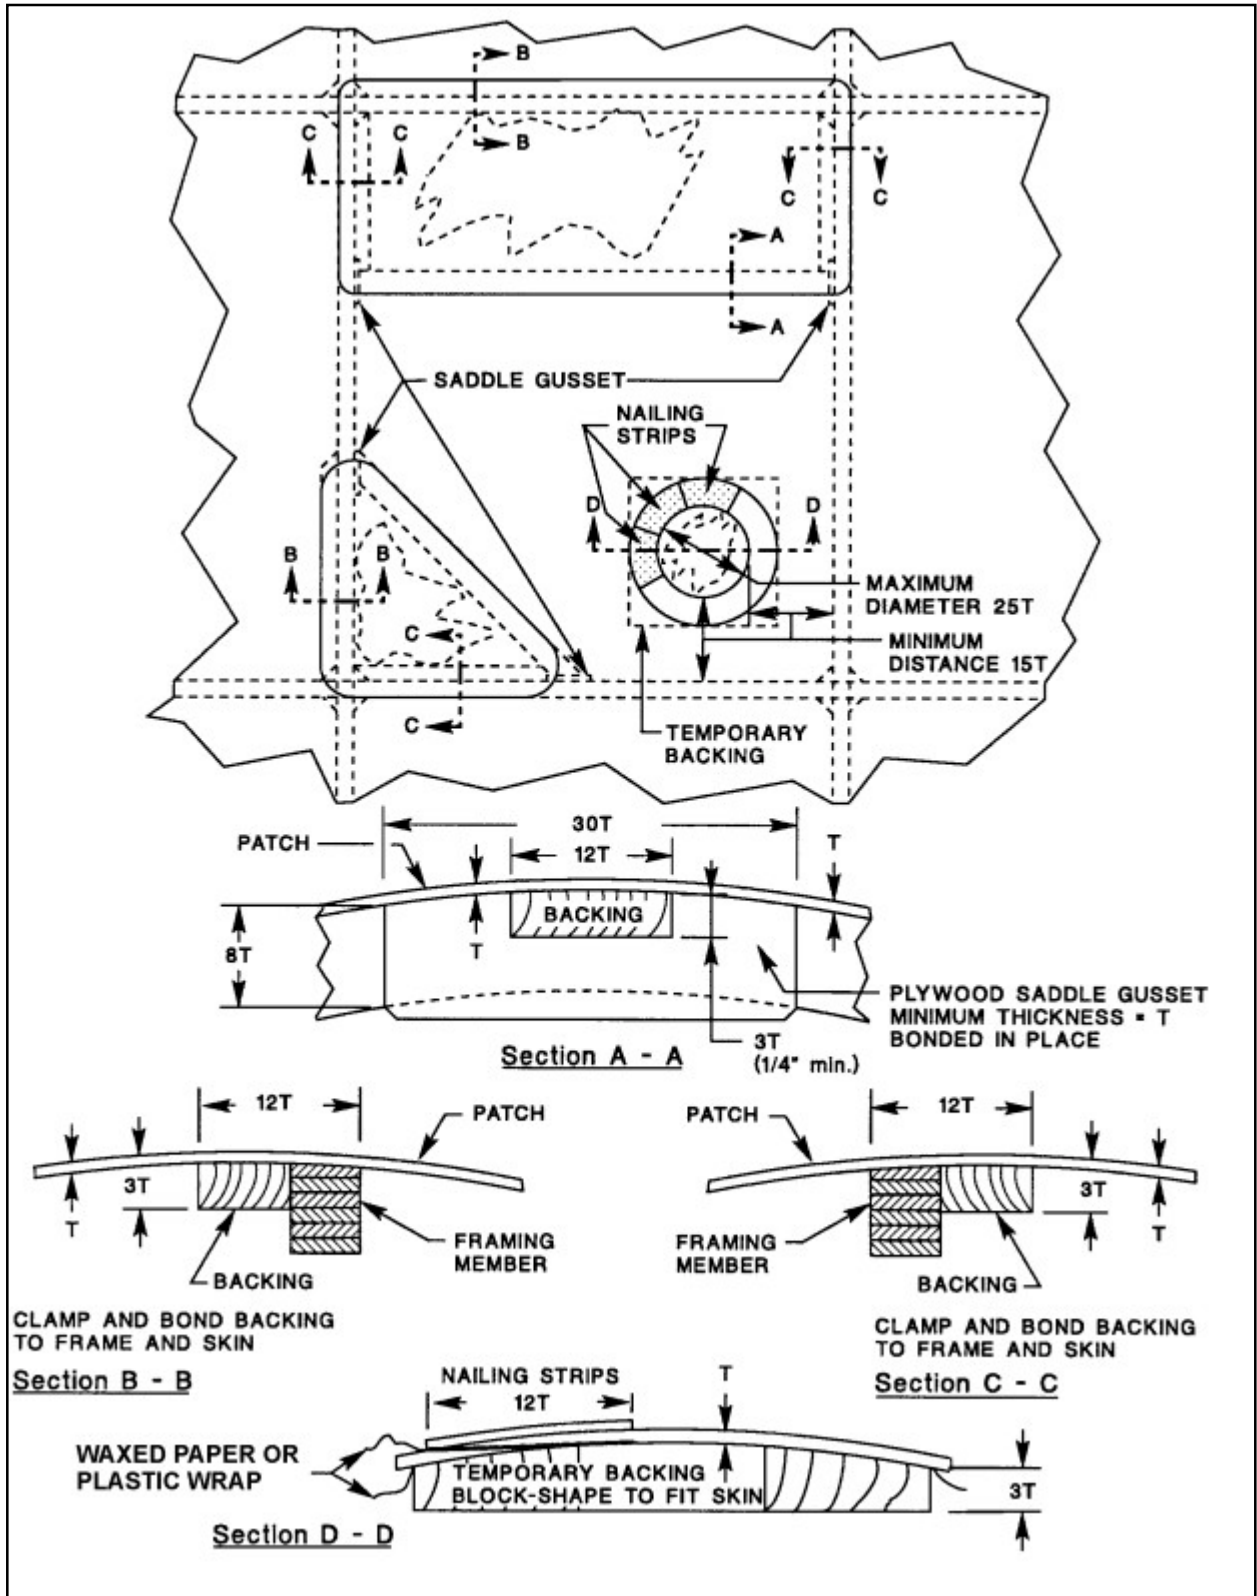 B
B
C
C
C
C
A
A
SADDLE GUSSET
NAILING
STRIPS
D
D
B
B
C
C
MAXIMUM
DIAMETER 25T
MINIMUM
DISTANCE 15T
TEMPORARY
BACKING
30T
12T
PATCH
T
T
BACKING
8T
PLYWOOD SADDLE GUSSET
MINIMUM THICKNESS = T
BONDED IN PLACE
3T
(1/4" min.)
Section A - A
12T
PATCH
3T
T
FRAMING
MEMBER
BACKING
CLAMP AND BOND BACKING
TO FRAME AND SKIN
Section B - B
12T
PATCH
3T
T
FRAMING
MEMBER
BACKING
CLAMP AND BOND BACKING
TO FRAME AND SKIN
Section C - C
NAILING STRIPS
12T
T
WAXED PAPER OR
PLASTIC WRAP
TEMPORARY BACKING
BLOCK-SHAPE TO FIT SKIN
3T
Section D - D